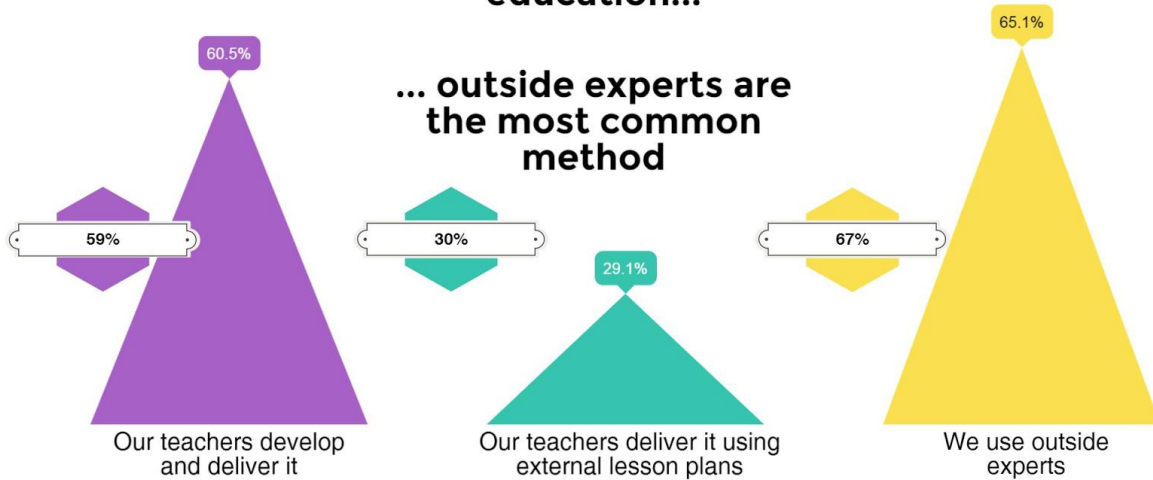 education...
65.1%
60.5%
... outside experts are
the most common
method
59%
30%
67%
29.1%
Our teachers develop
and deliver it
Our teachers deliver it using
external lesson plans
We use outside
experts